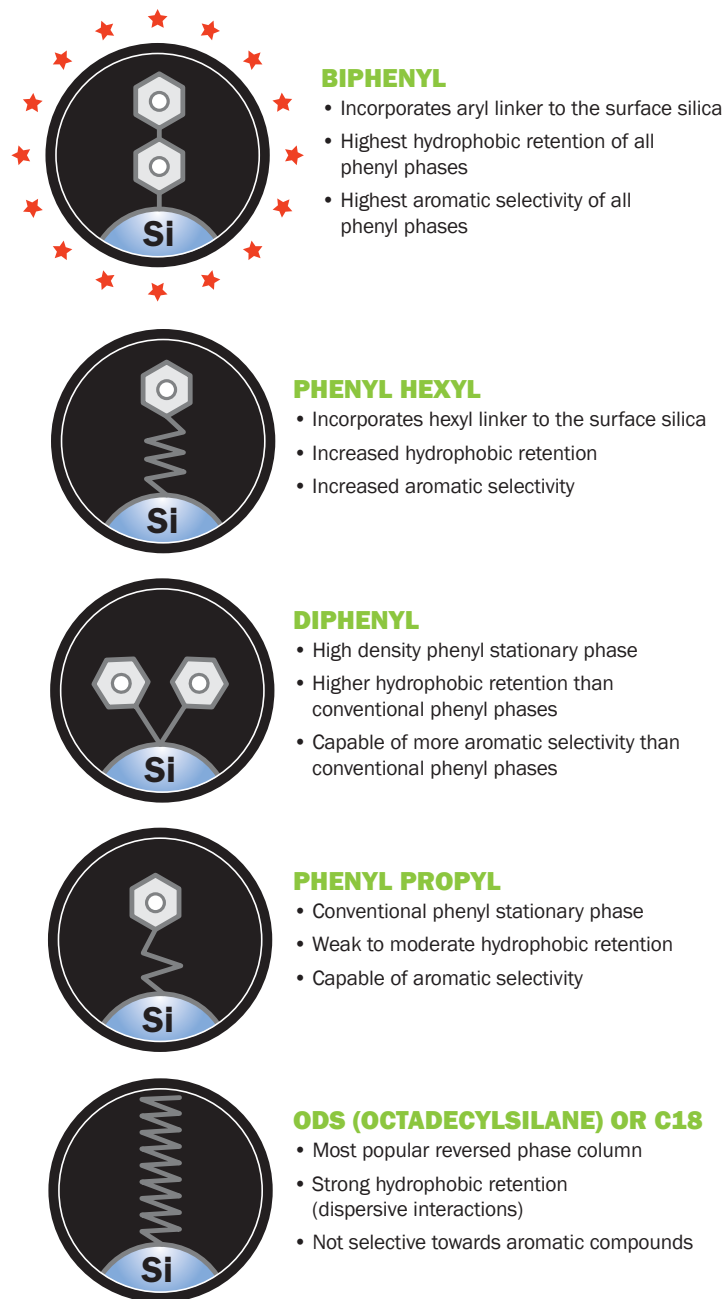 BIPHENYL
• Incorporates aryl linker to the surface silica
• Highest hydrophobic retention of all
phenyl phases
• Highest aromatic selectivity of all
phenyl phases
Si
PHENYL HEXYL
• Incorporates hexyl linker to the surface silica
• Increased hydrophobic retention
• Increased aromatic selectivity
Si
DIPHENYL
• High density phenyl stationary phase
• Higher hydrophobic retention than
conventional phenyl phases
• Capable of more aromatic selectivity than
conventional phenyl phases
Si
PHENYL PROPYL
• Conventional phenyl stationary phase
• Weak to moderate hydrophobic retention
• Capable of aromatic selectivity
Si
ODS (OCTADECYLSILANE) OR C18
• Most popular reversed phase column
• Strong hydrophobic retention
(dispersive interactions)
• Not selective towards aromatic compounds
Si